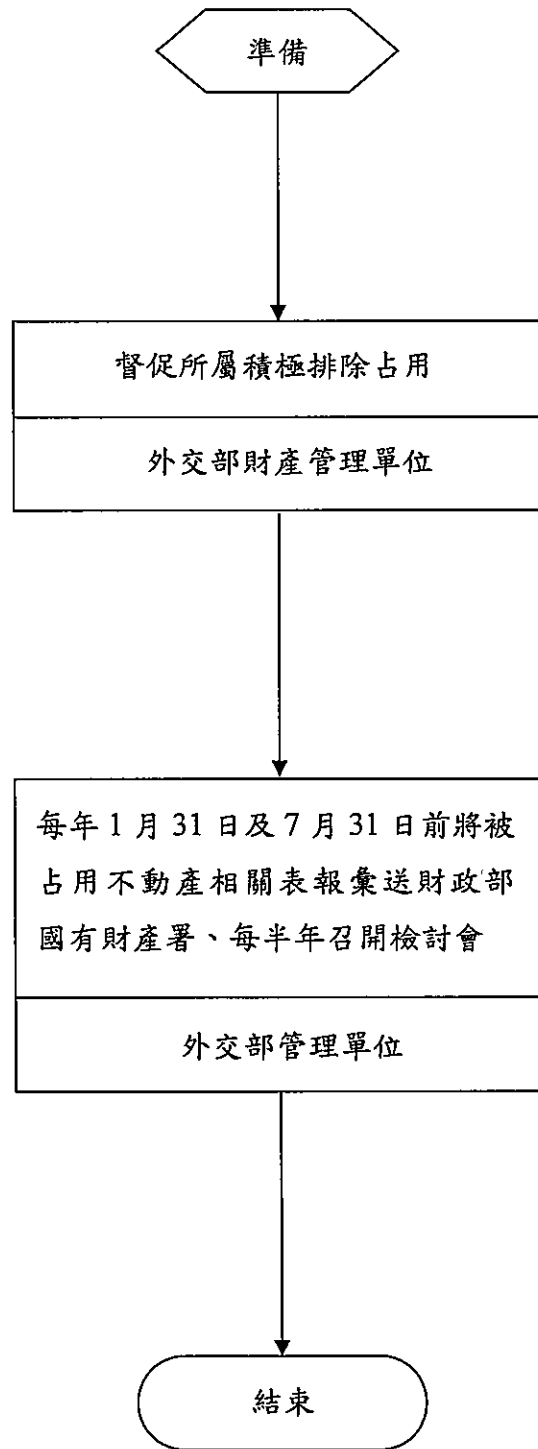 準備
督促所屬積極排除占用
外交部財產管理單位
每年1月31日及7月31日前將被
占用不動產相關表報彙送財政部
國有財產署、每半年召開檢討會
外交部管理單位
結束